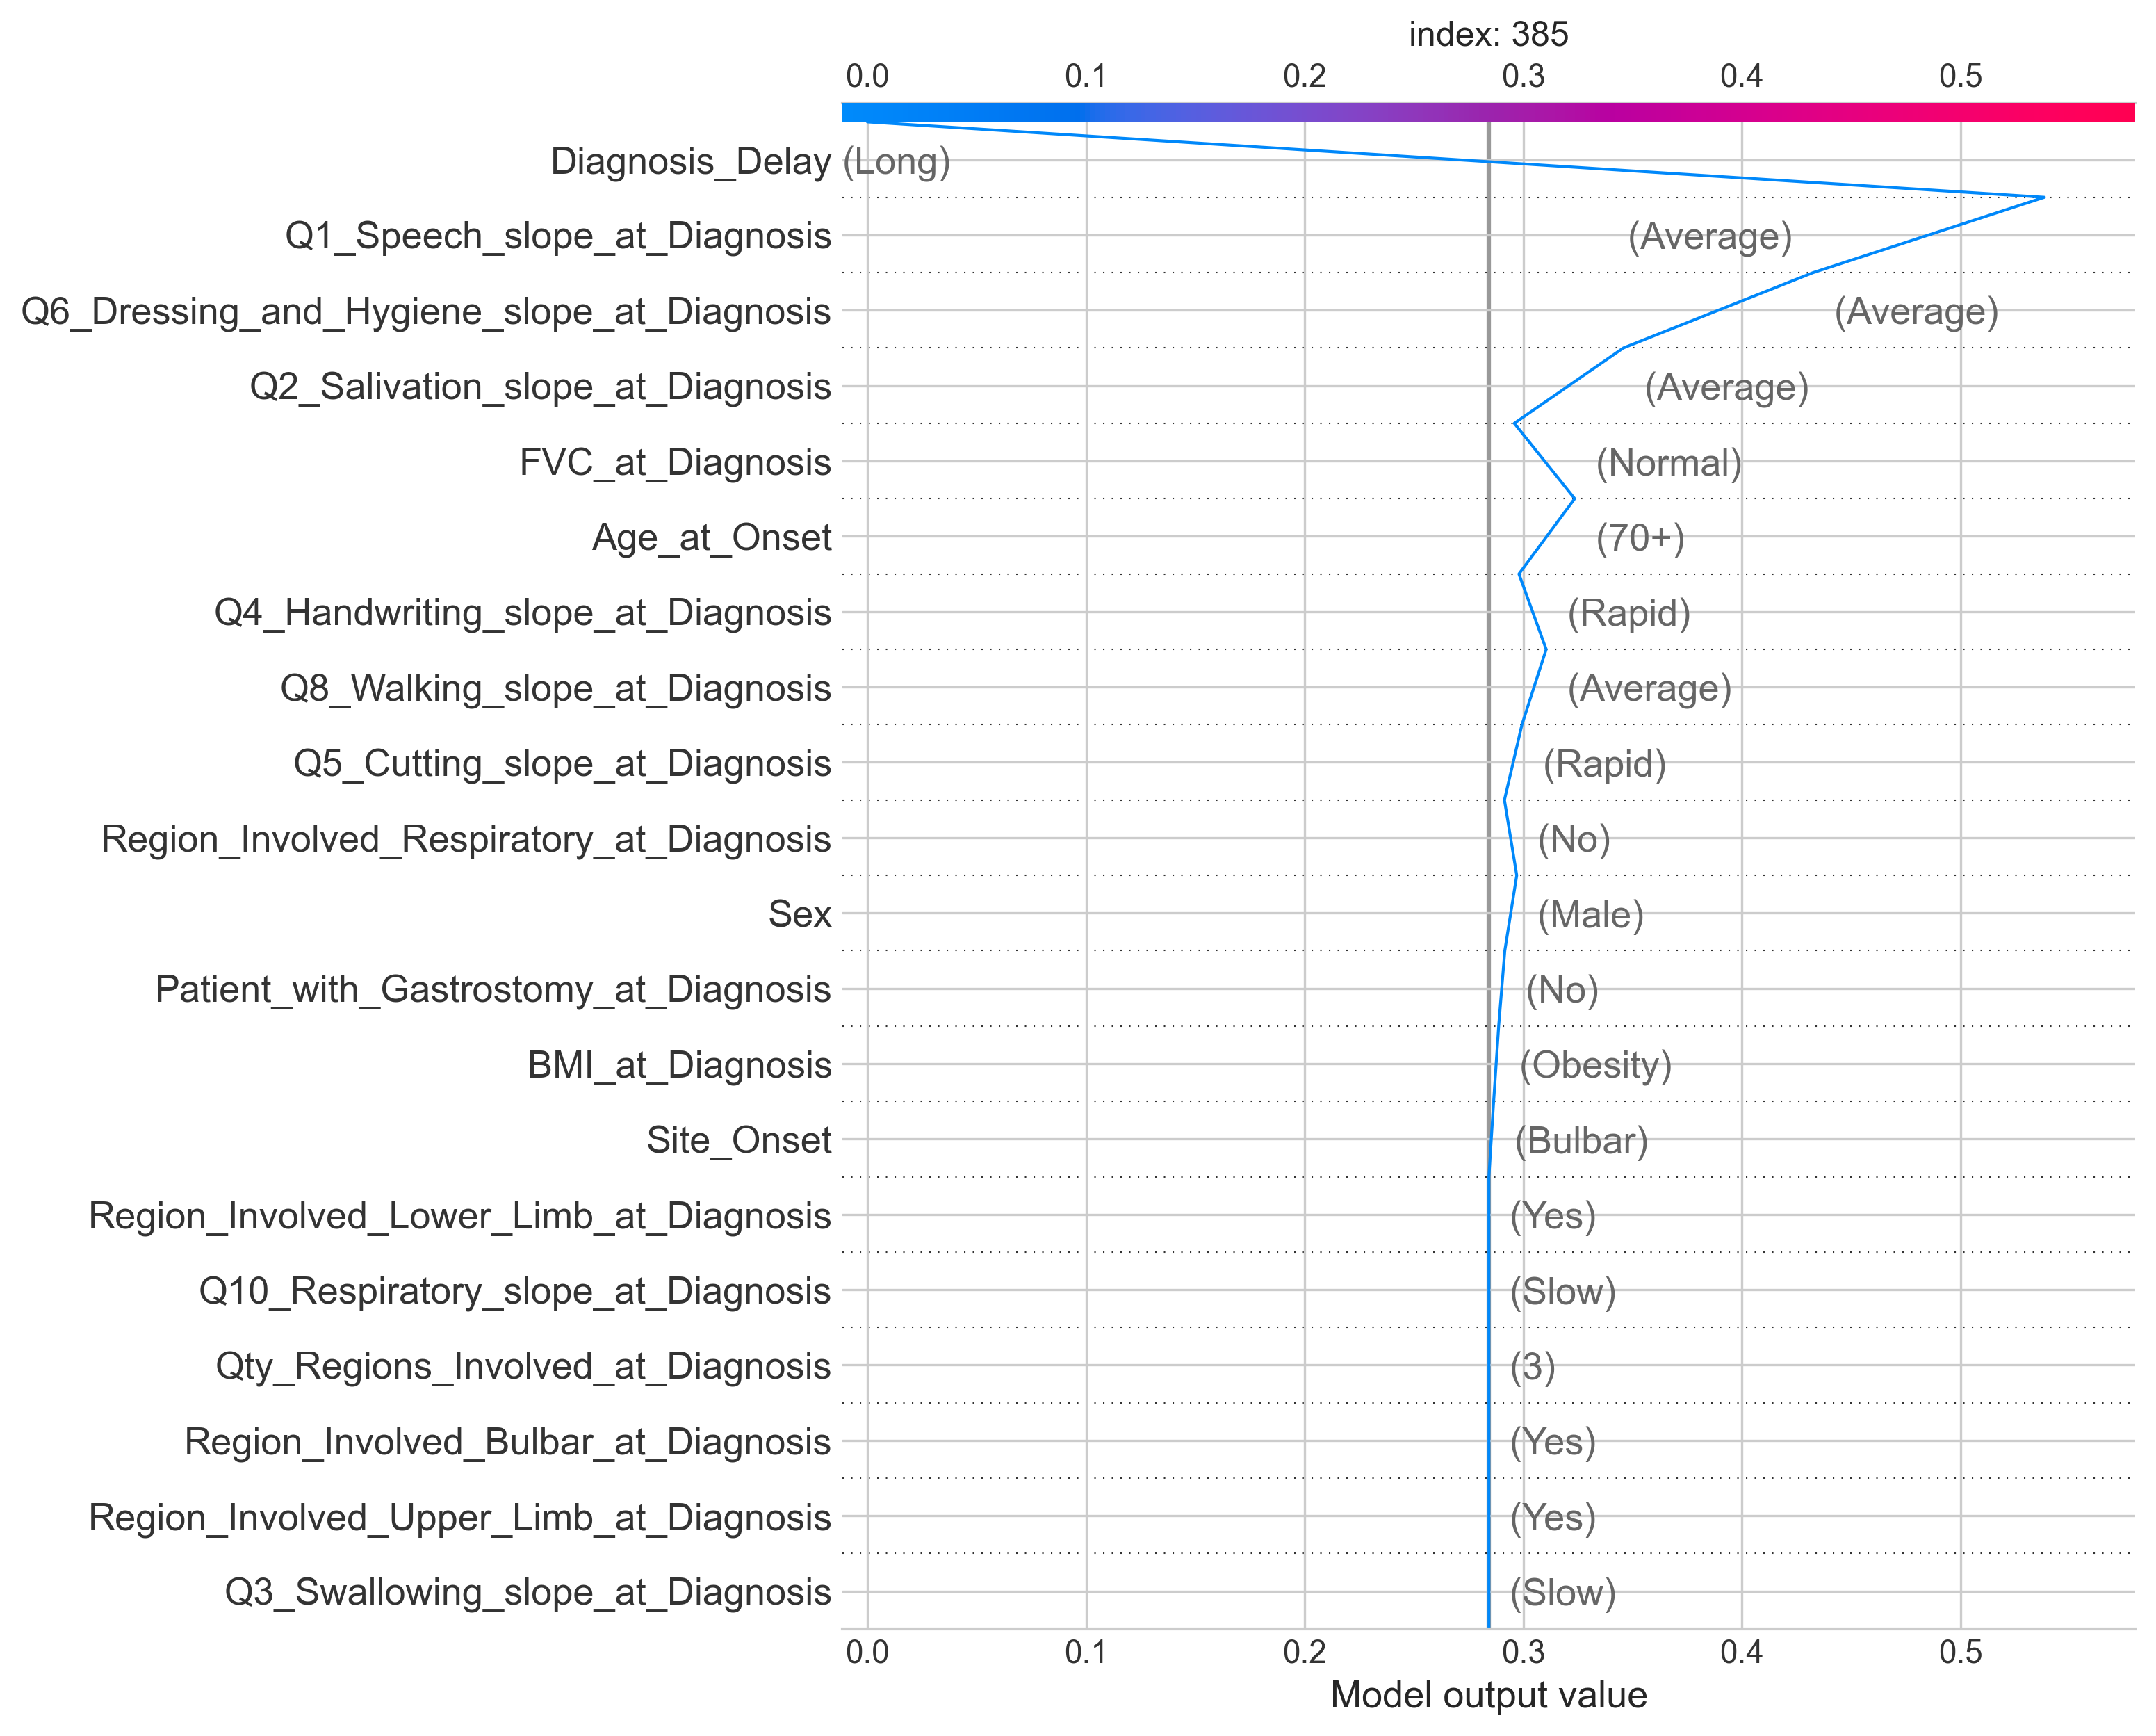 index: 385
0.0 0.1 0.2 0.3 0.4 0.5
Diagnosis_Delay (Long)
Q1_Speech_slope_at_Diagnosis (Average)
Q6_Dressing_and_Hygiene_slope_at_Diagnosis (Average)
Q2_Salivation_slope_at_Diagnosis (Average)
FVC_at_Diagnosis (Normal)
Age_at_Onset (70+)
Q4_Handwriting_slope_at_Diagnosis (Rapid)
Q8_Walking_slope_at_Diagnosis (Average)
Q5_Cutting_slope_at_Diagnosis (Rapid)
Region_Involved_Respiratory_at_Diagnosis (No)
Sex (Male)
Patient_with_Gastrostomy_at_Diagnosis (No)
BMI_at_Diagnosis (Obesity)
Site_Onset (Bulbar)
Region_Involved_Lower_Limb_at_Diagnosis (Yes)
Q10_Respiratory_slope_at_Diagnosis (Slow)
Qty_Regions_Involved_at_Diagnosis (3)
Region_Involved_Bulbar_at_Diagnosis (Yes)
Region_Involved_Upper_Limb_at_Diagnosis (Yes)
Q3_Swallowing_slope_at_Diagnosis (Slow)
0.0 0.1 0.2 0.3 0.4 0.5
Model output value